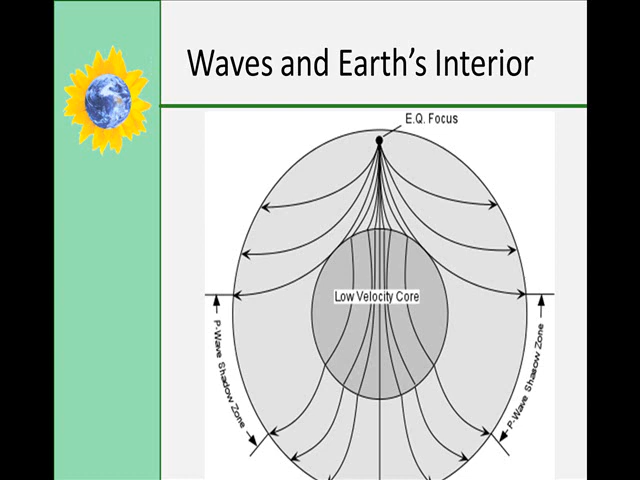 Waves and Earth's Interior
E.Q. Focus
Low Velocity Core
P-Wave Shadow Zone
P-Wave Shadow Zone